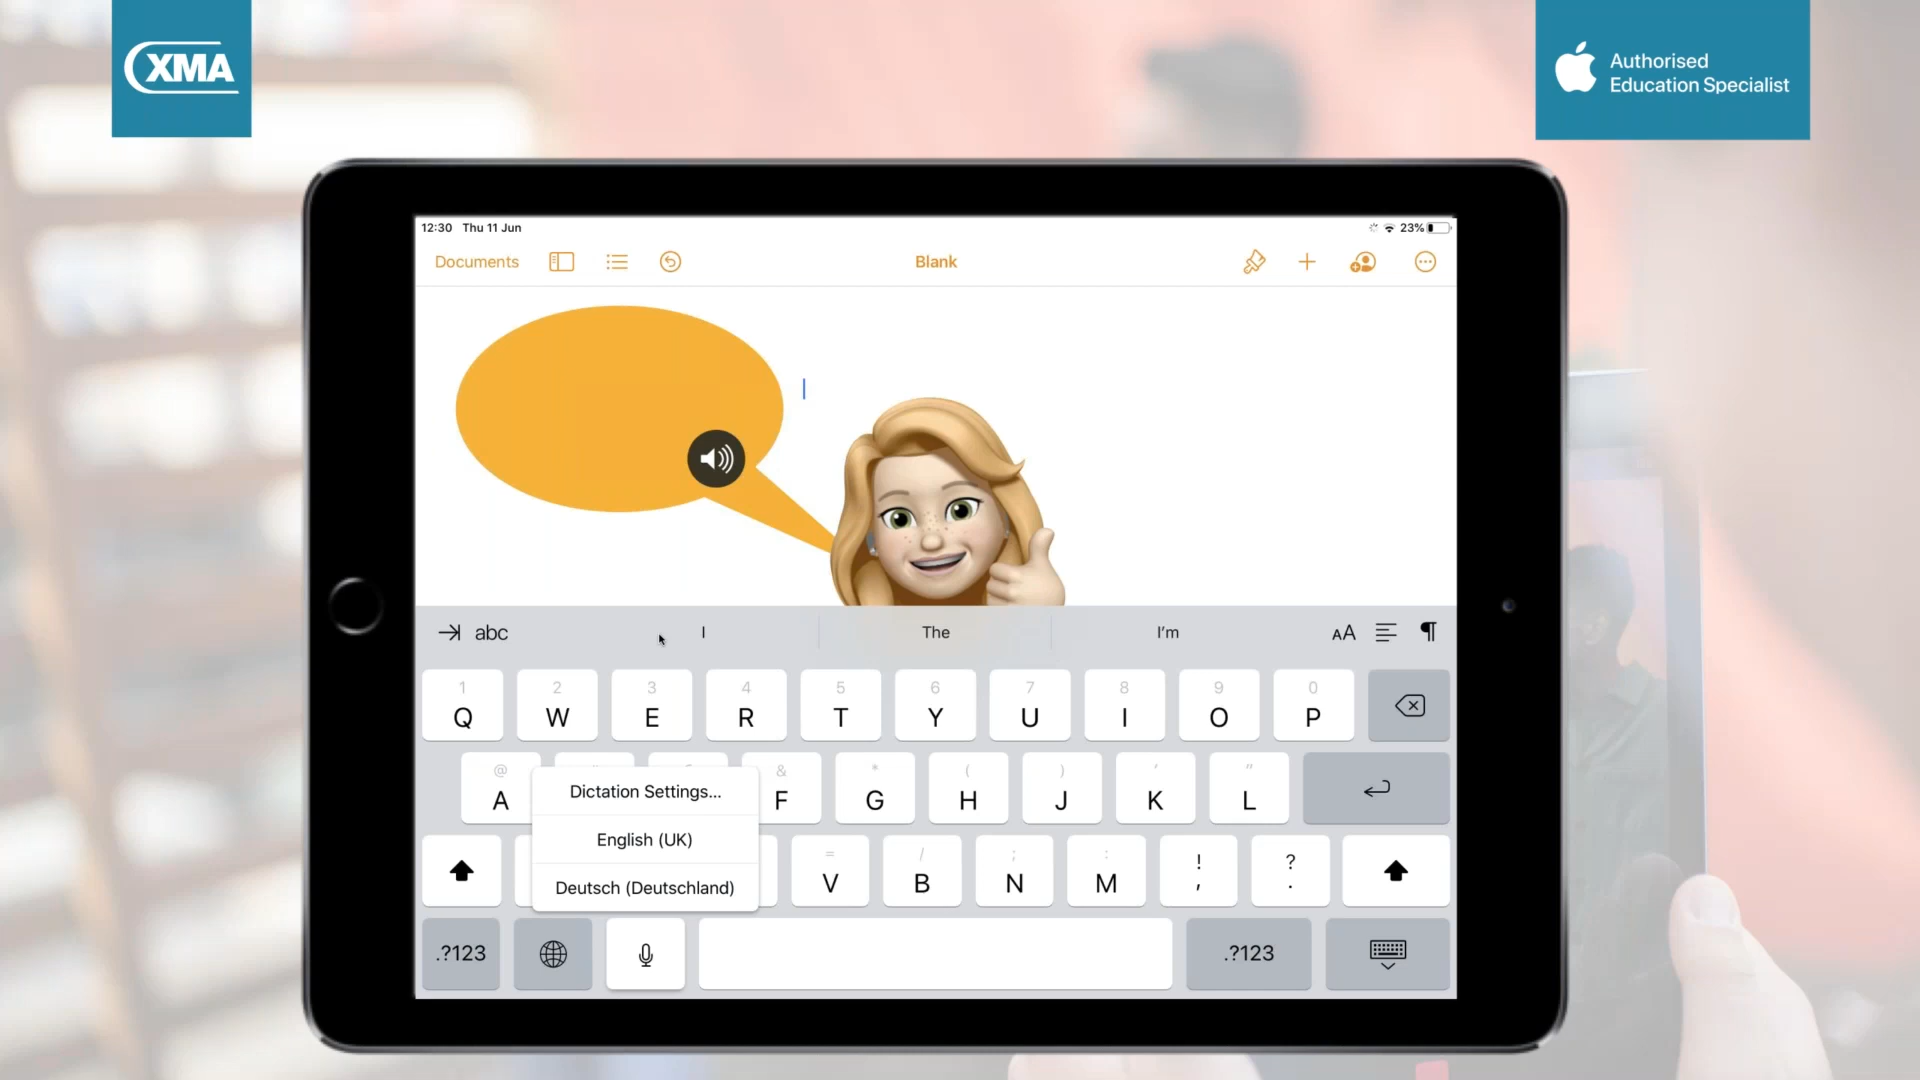 XMA
Authorised
Education Specialist
12:30 Thu 11 Jun
23%
Documents
Blank
abc
I
The
I'm
1 2 3 4 5 6 7 8 9 0
Q W E R T Y U I O P
@ & * ( ) ' "
A F G H J K L
Dictation Settings...
English (UK)
Deutsch (Deutschland)
= / ; : ! ?
V B N M , .
.?123
.?123
AA